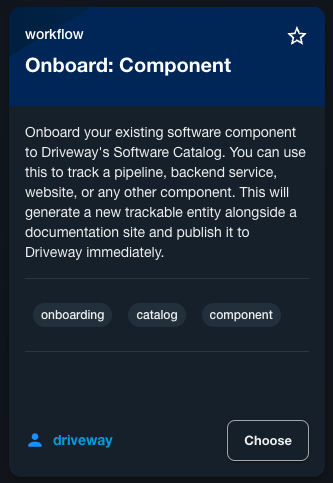 workflow
Onboard: Component
Onboard your existing software component
to Driveway's Software Catalog. You can use
this to track a pipeline, backend service,
website, or any other component. This will
generate a new trackable entity alongside a
documentation site and publish it to
Driveway immediately.
onboarding catalog component
driveway Choose